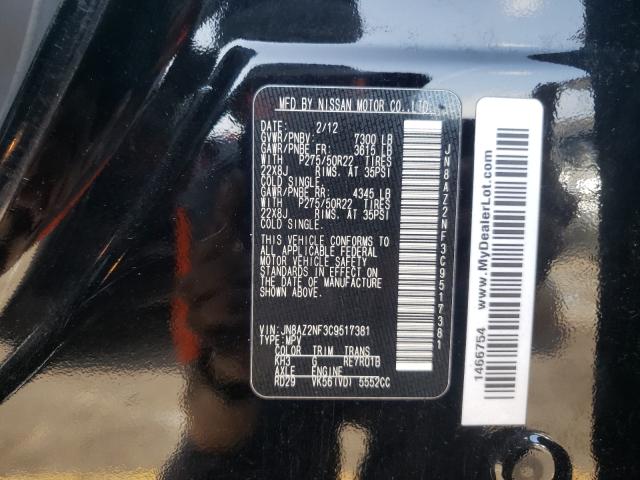 MFD BY NISSAN MOTOR CO.,LTD.
DATE: 2/12
GVWR/PNBV: 7300 LB
GAWR/PNBE FR: 3615 LB
WITH P275/50R22 TIRES
22X8J RIMS. AT 35PSI
COLD SINGLE.
GAWR/PNBE RR: 4345 LB
WITH P275/50R22 TIRES
22X8J RIMS. AT 35PSI
COLD SINGLE.
THIS VEHICLE CONFORMS TO
ALL APPLICABLE FEDERAL
MOTOR VEHICLE SAFETY
STANDARDS IN EFFECT ON
THE DATE OF MANUFACTURE
SHOWN ABOVE.
VIN: JN8AZ2NF3C9517381
TYPE: MPV
COLOR TRIM TRANS
KH3 G RE7R01B
AXLE ENGINE
RD29 VK56(VD) 5552CC
JN8AZ2NF3C9517381
www.MyDealerLot.com
1466754